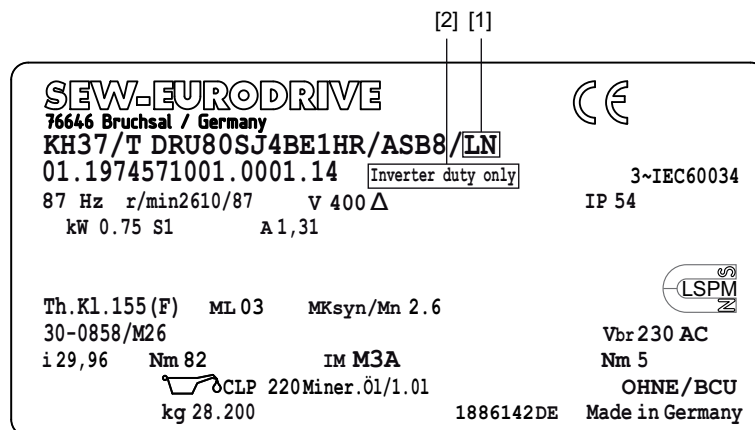 [2] [1]
SEW-EURODRIVE
76646 Bruchsal / Germany
CE
KH37/T DRU80SJ4BE1HR/ASB8/LN
01.1974571001.0001.14 Inverter duty only 3~IEC60034
87 Hz r/min2610/87 V 400 Δ IP 54
kW 0.75 S1 A 1,31
LSPM
N S
Th.Kl.155(F) ML 03 MKsyn/Mn 2.6
30-0858/M26 Vbr 230 AC
i 29,96 Nm 82 IM M3A Nm 5
CLP 220 Miner.Öl/1.0l OHNE/BCU
kg 28.200 1886142DE Made in Germany